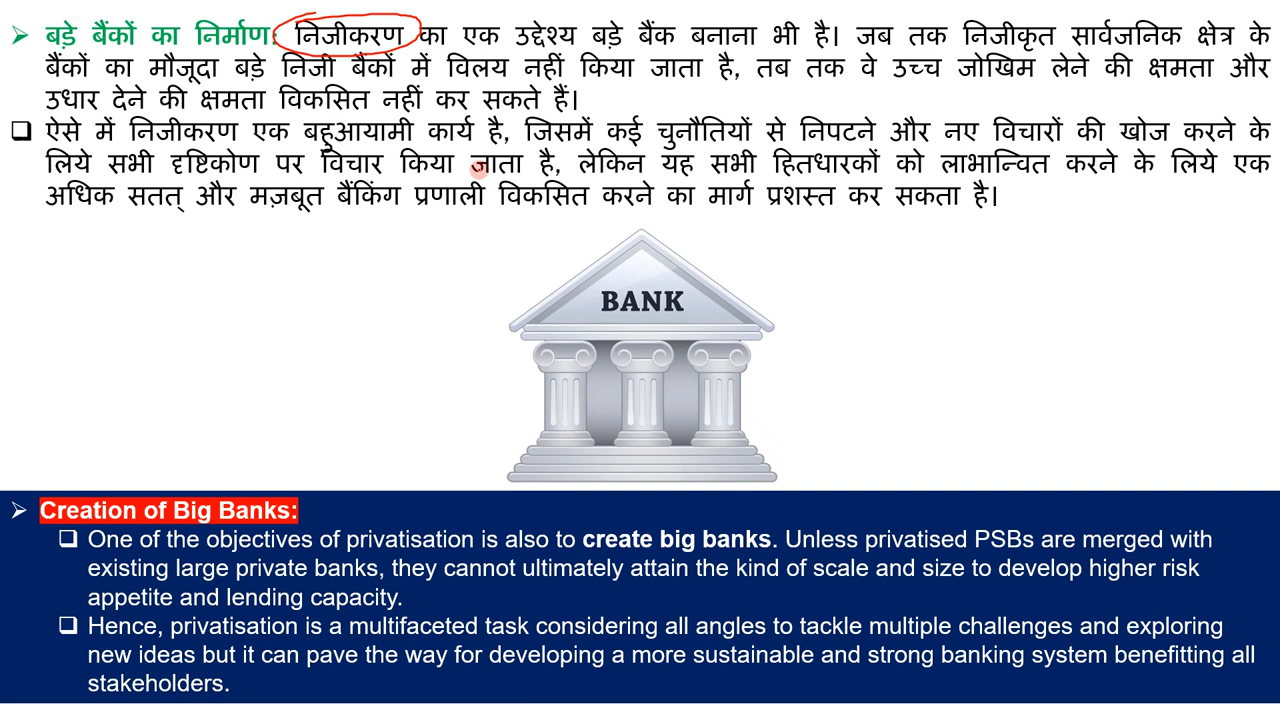 बड़े बैंकों का निर्माण: निजीकरण का एक उद्देश्य बड़े बैंक बनाना भी है। जब तक निजीकृत सार्वजनिक क्षेत्र के
बैंकों का मौजूदा बड़े निजी बैंकों में विलय नहीं किया जाता है, तब तक वे उच्च जोखिम लेने की क्षमता और
उधार देने की क्षमता विकसित नहीं कर सकते हैं।
ऐसे में निजीकरण एक बहुआयामी कार्य है, जिसमें कई चुनौतियों से निपटने और नए विचारों की खोज करने के
लिये सभी दृष्टिकोण पर विचार किया जाता है, लेकिन यह सभी हितधारकों को लाभान्वित करने के लिये एक
अधिक सतत् और मज़बूत बैंकिंग प्रणाली विकसित करने का मार्ग प्रशस्त कर सकता है।
BANK
Creation of Big Banks:
One of the objectives of privatisation is also to create big banks. Unless privatised PSBs are merged with
existing large private banks, they cannot ultimately attain the kind of scale and size to develop higher risk
appetite and lending capacity.
Hence, privatisation is a multifaceted task considering all angles to tackle multiple challenges and exploring
new ideas but it can pave the way for developing a more sustainable and strong banking system benefitting all
stakeholders.